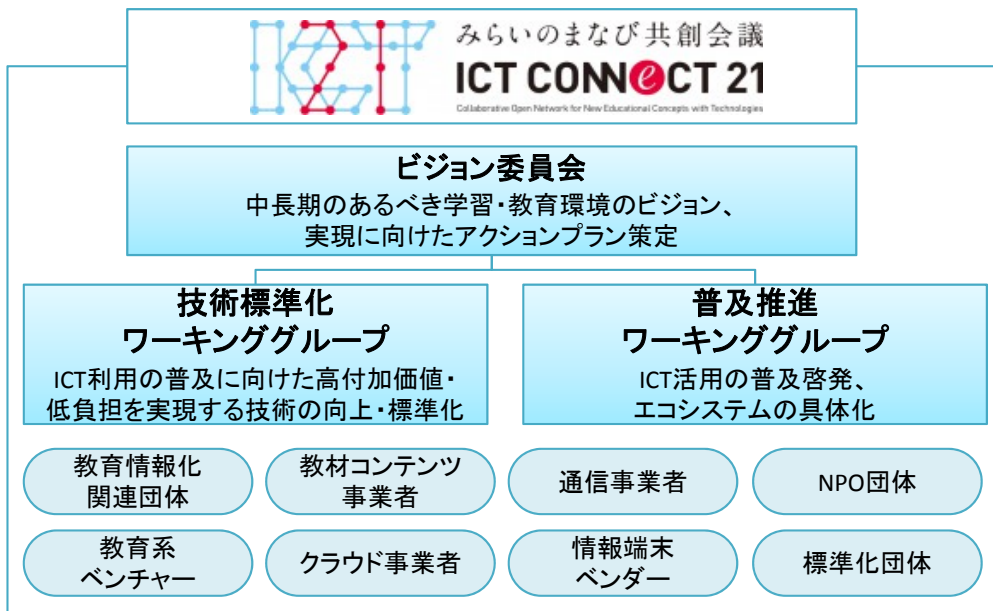 みらいのまなび共創会議
ICT CONNeCT 21
Collaborative Open Network for New Educational Concepts with Technologies
ビジョン委員会
中長期のあるべき学習・教育環境のビジョン、
実現に向けたアクションプラン策定
技術標準化
ワーキンググループ
ICT利用の普及に向けた高付加価値・
低負担を実現する技術の向上・標準化
普及推進
ワーキンググループ
ICT活用の普及啓発、
エコシステムの具体化
教育情報化
関連団体
教材コンテンツ
事業者
通信事業者
NPO団体
教育系
ベンチャー
クラウド事業者
情報端末
ベンダー
標準化団体